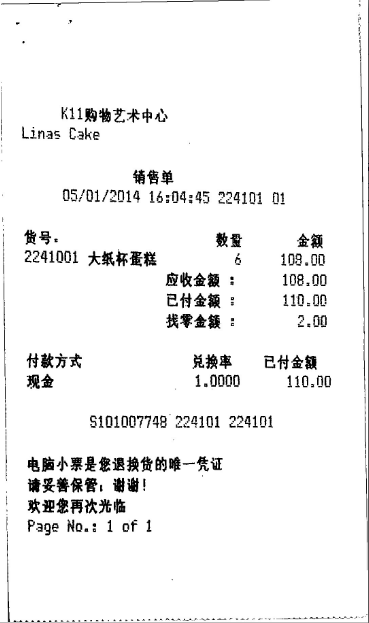 K11购物艺术中心
Linas Cake
销售单
05/01/2014 16:04:45 224101 01
货号. 数量 金额
2241001 大纸杯蛋糕 6 108.00
应收金额 : 108.00
已付金额 : 110.00
找零金额 : 2.00
付款方式 兑换率 已付金额
现金 1.0000 110.00
S101007748 224101 224101
电脑小票是您退换货的唯一凭证
请妥善保管, 谢谢!
欢迎您再次光临
Page No.: 1 of 1